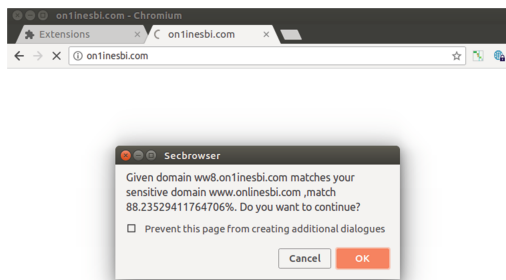 on1inesbi.com - Chromium
Extensions × on1inesbi.com ×
on1inesbi.com
Secbrowser
Given domain ww8.on1inesbi.com matches your
sensitive domain www.onlinesbi.com ,match
88.23529411764706%. Do you want to continue?
Prevent this page from creating additional dialogues
Cancel OK